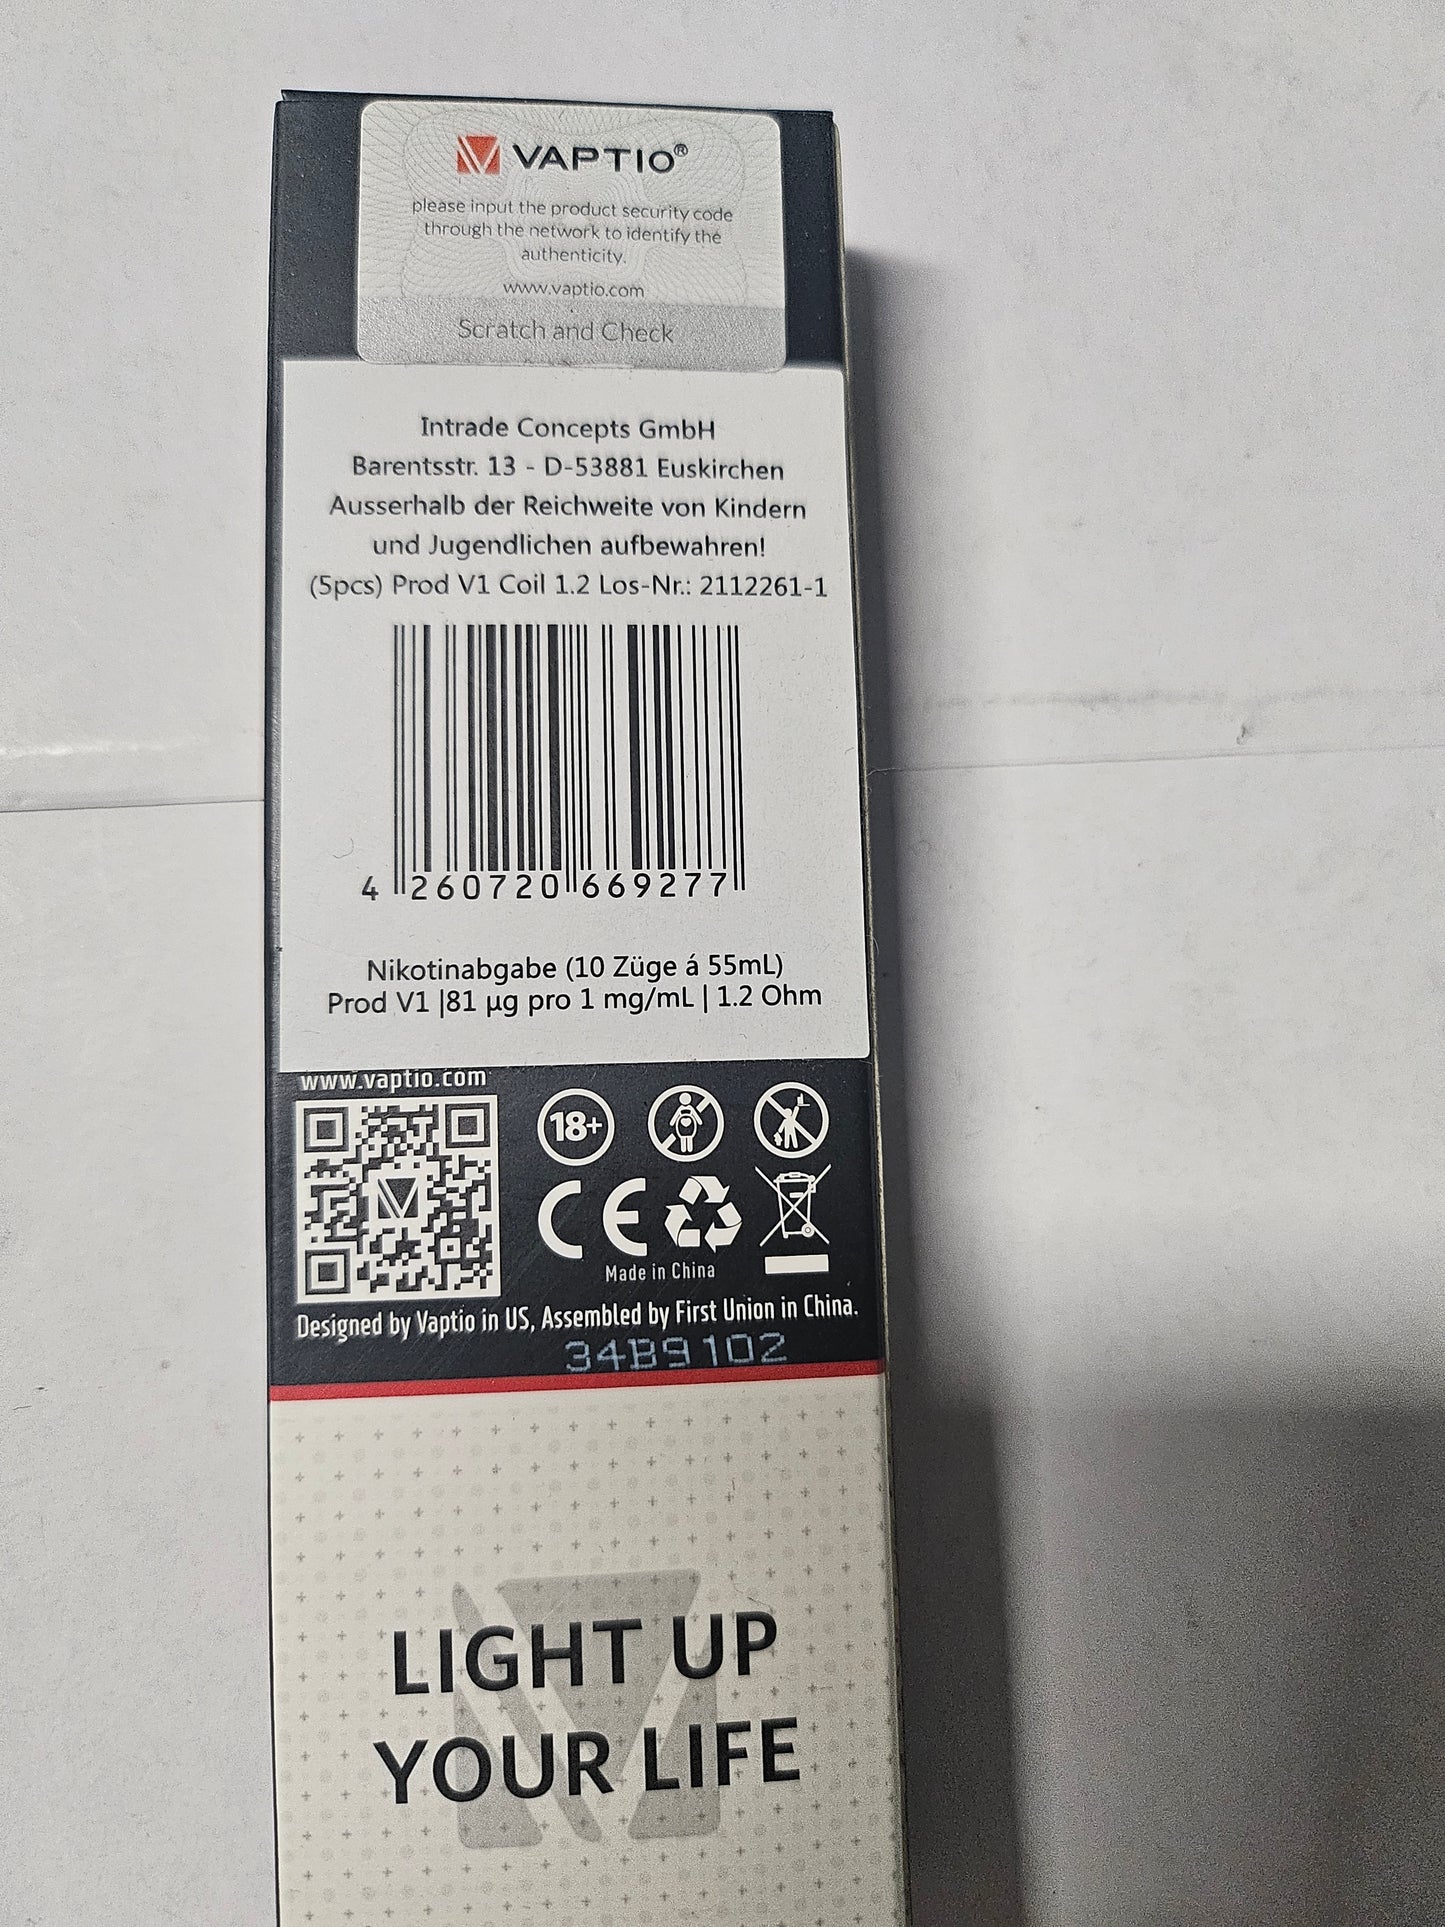 VAPTIO®
please input the product security code
through the network to identify the
authenticity.
www.vaptio.com
Scratch and Check
Intrade Concepts GmbH
Barentsstr. 13 - D-53881 Euskirchen
Ausserhalb der Reichweite von Kindern
und Jugendlichen aufbewahren!
(5pcs) Prod V1 Coil 1.2 Los-Nr.: 2112261-1
4 260720 669277
Nikotinabgabe (10 Züge á 55mL)
Prod V1 |81 µg pro 1 mg/mL | 1.2 Ohm
www.vaptio.com
18+
CE
Made in China
Designed by Vaptio in US, Assembled by First Union in China.
34B9102
LIGHT UP
YOUR LIFE